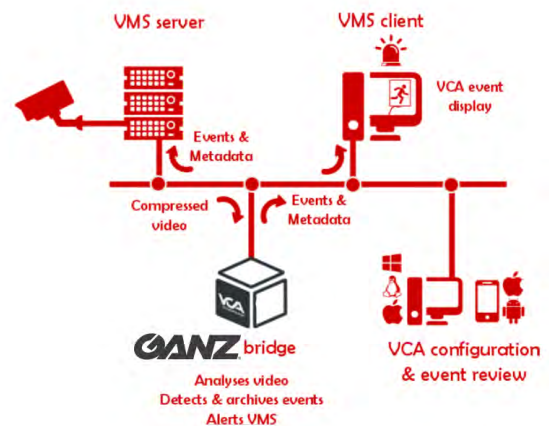 VMS server
VMS client
VCA event
display
Events &
Metadata
Compressed
video
Events &
Metadata
VCA
GANZ bridge
Analyses video
Detects & archives events
Alerts VMS
VCA configuration
& event review